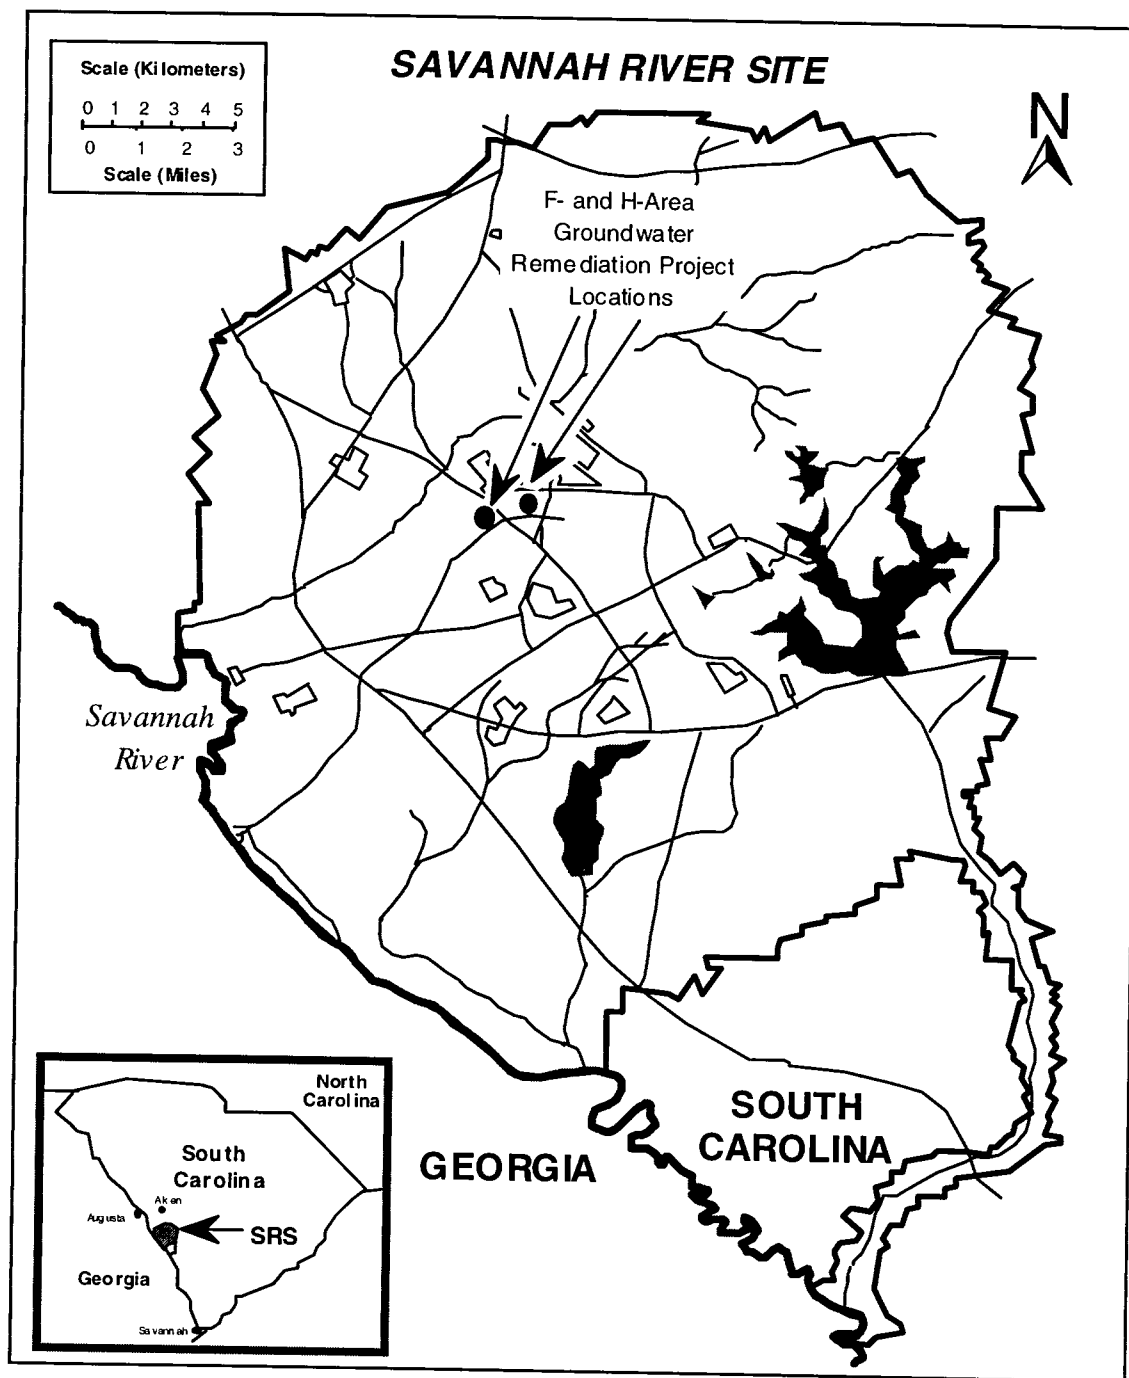 SAVANNAH RIVER SITE
Scale (Kilometers)
0 1 2 3 4 5
0 1 2 3
Scale (Miles)
N
F- and H-Area
Groundwater
Remediation Project
Locations
Savannah
River
SOUTH
CAROLINA
GEORGIA
North
Carolina
South
Carolina
Aken
Augusta
SRS
Georgia
Savannah